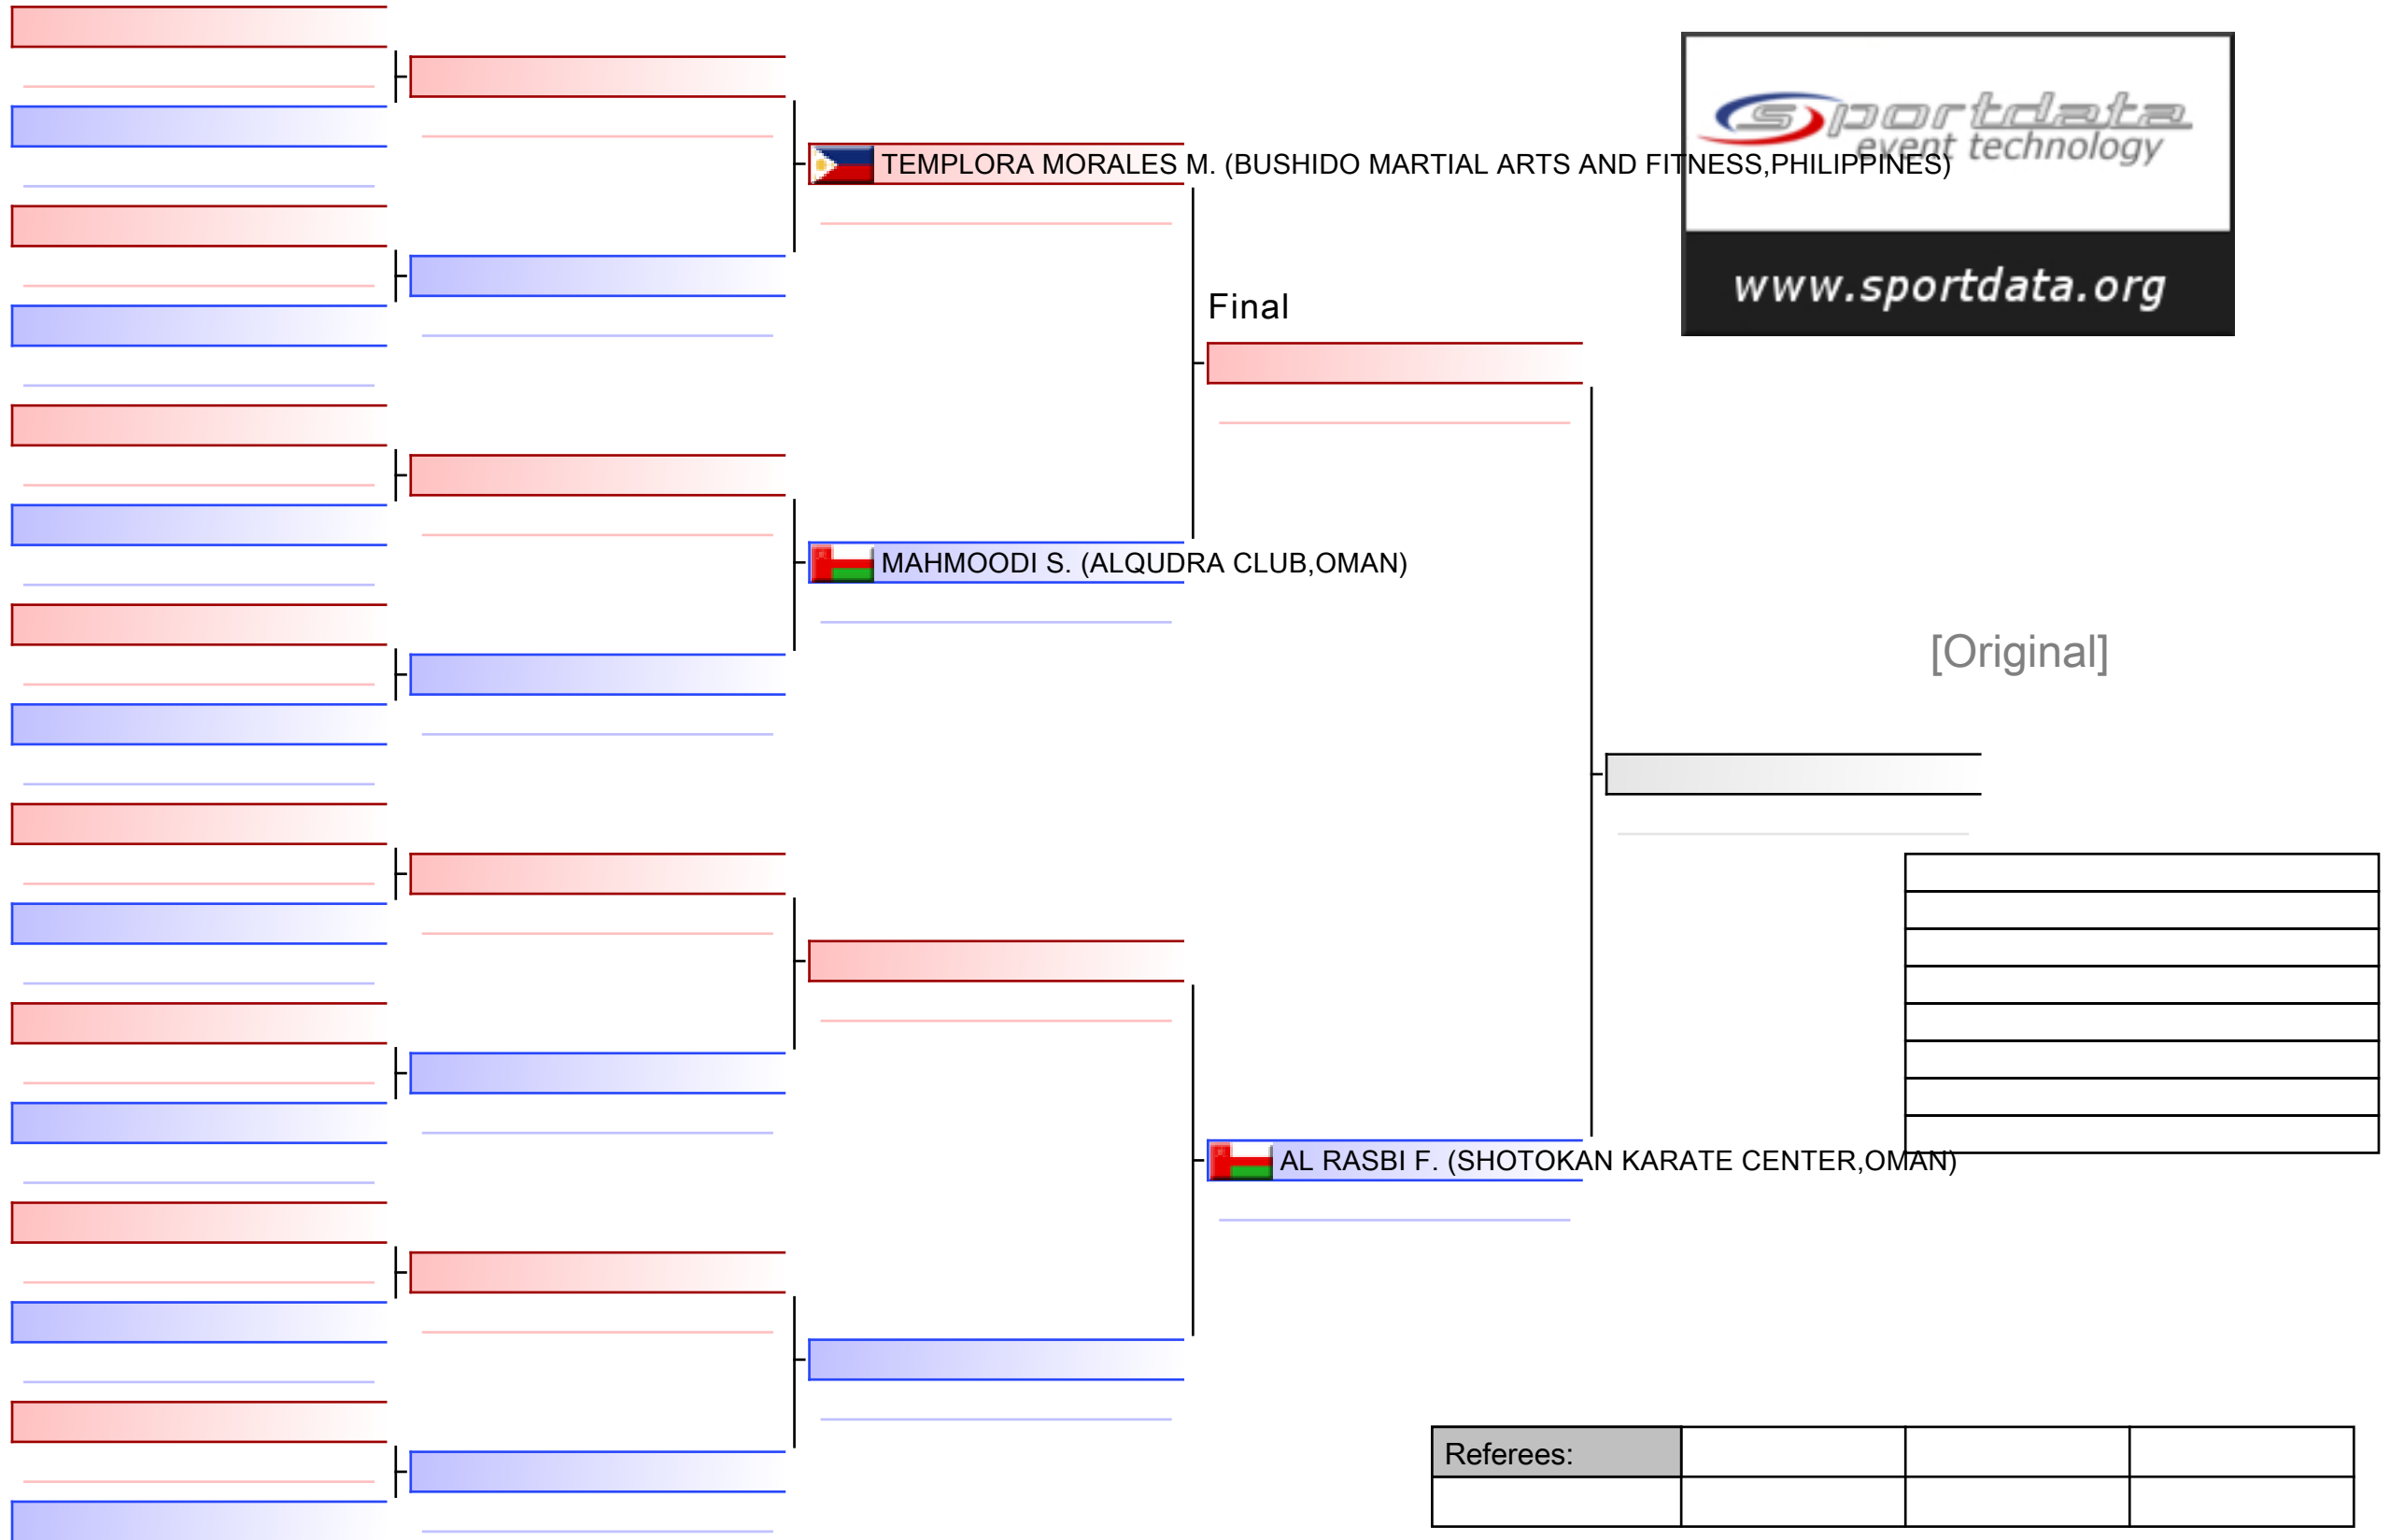 sportdata
event technology
TEMPLORA MORALES M. (BUSHIDO MARTIAL ARTS AND FITNESS,PHILIPPINES)
www.sportdata.org
Final
MAHMOODI S. (ALQUDRA CLUB,OMAN)
[Original]
AL RASBI F. (SHOTOKAN KARATE CENTER,OMAN)
Referees: